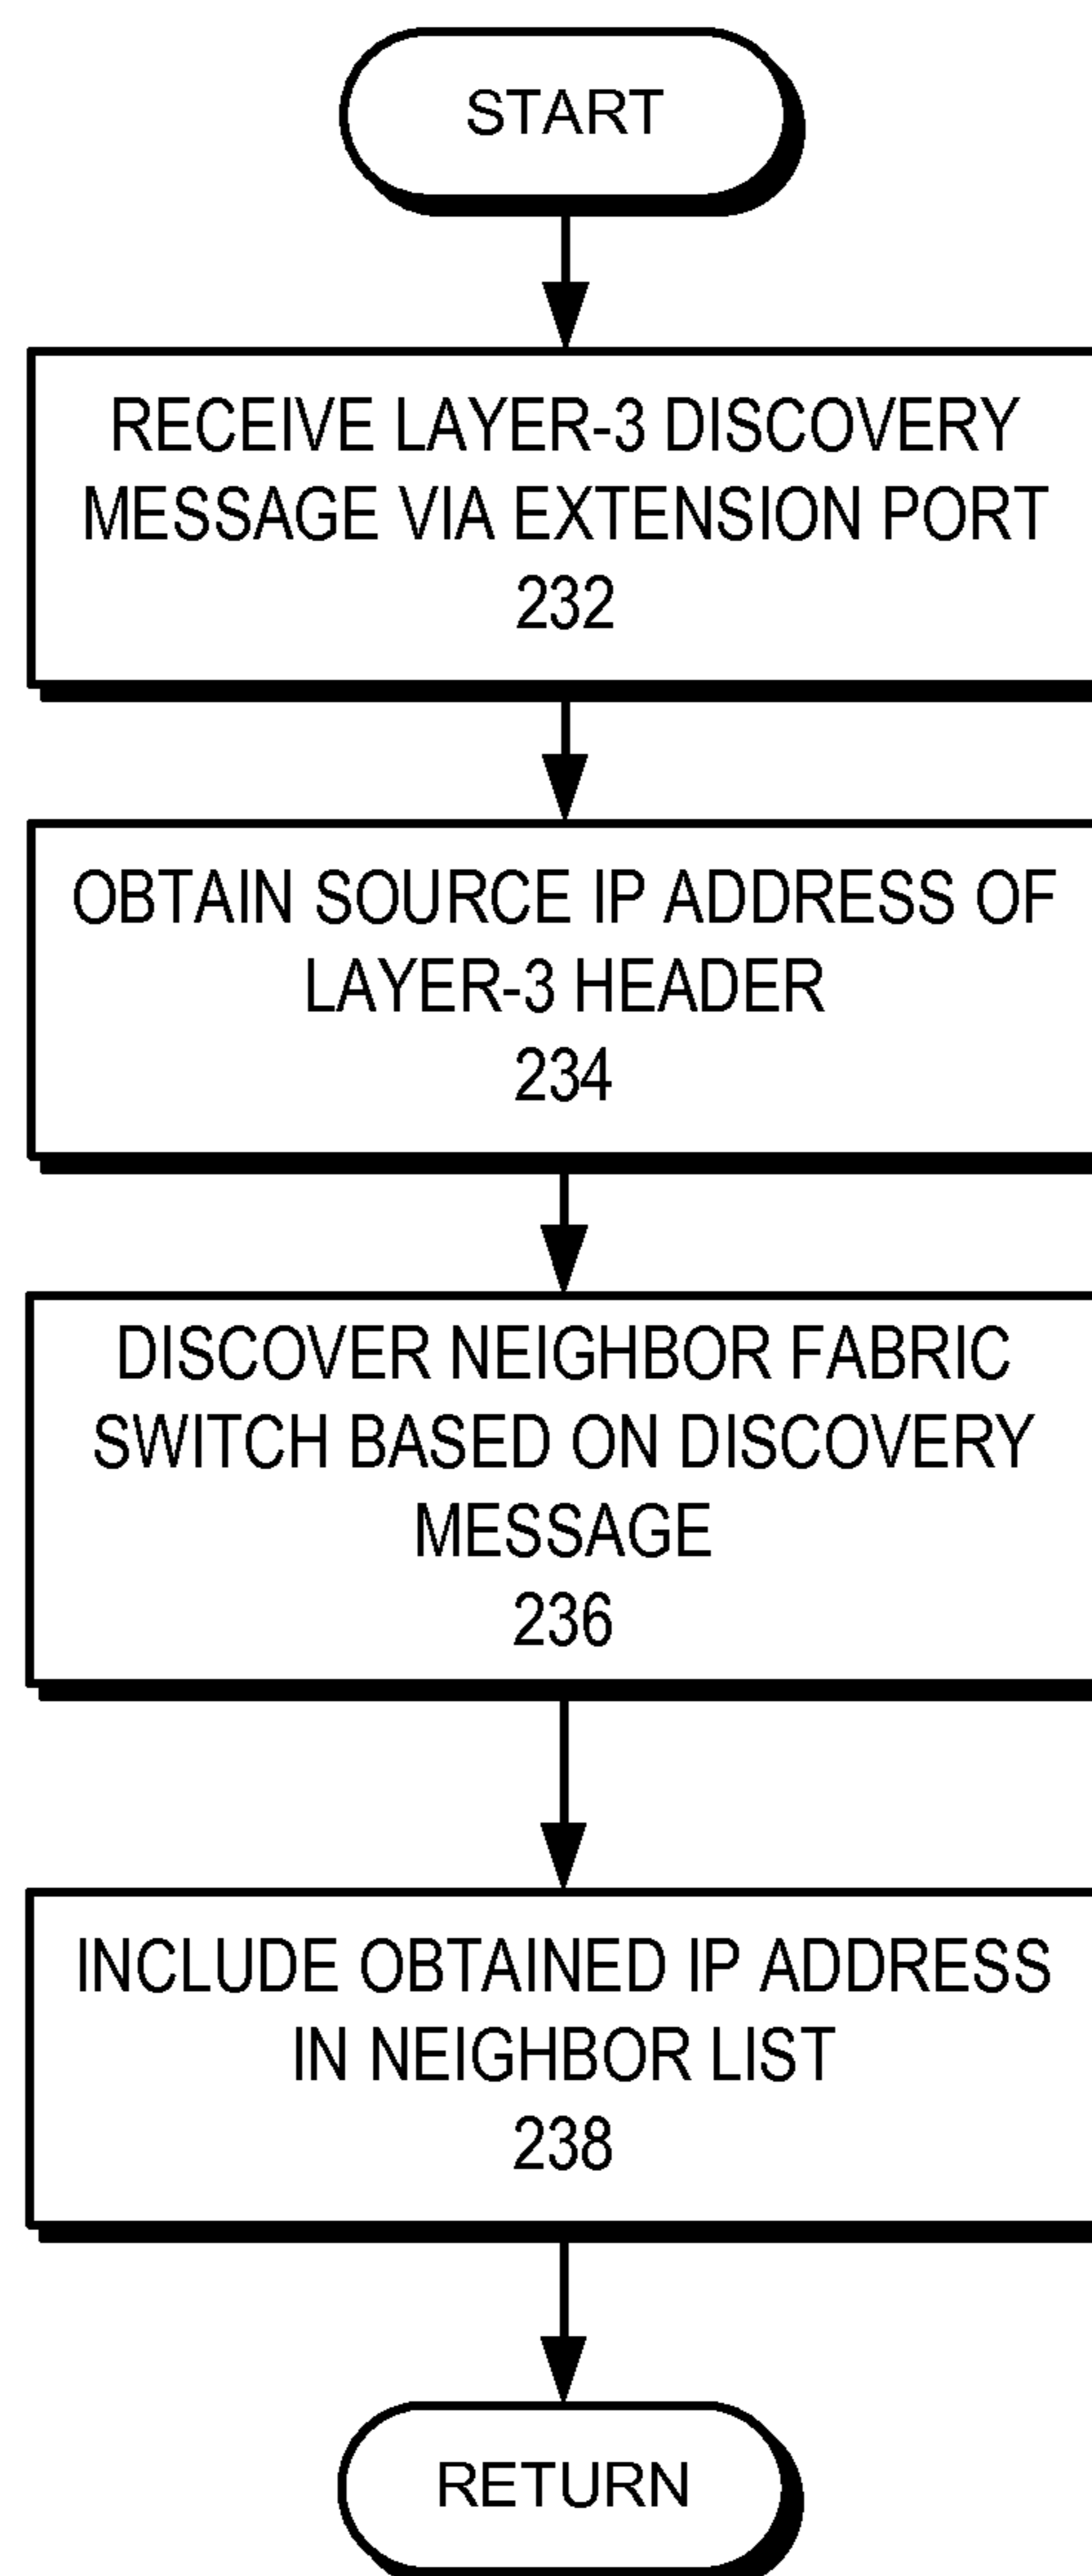 START
RECEIVE LAYER-3 DISCOVERY
MESSAGE VIA EXTENSION PORT
232
OBTAIN SOURCE IP ADDRESS OF
LAYER-3 HEADER
234
DISCOVER NEIGHBOR FABRIC
SWITCH BASED ON DISCOVERY
MESSAGE
236
INCLUDE OBTAINED IP ADDRESS
IN NEIGHBOR LIST
238
RETURN